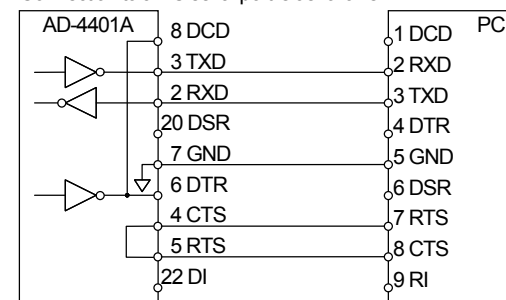 AD-4401A
PC
8 DCD
1 DCD
3 TXD
2 RXD
2 RXD
3 TXD
20 DSR
4 DTR
7 GND
5 GND
6 DTR
6 DSR
4 CTS
7 RTS
5 RTS
8 CTS
22 DI
9 RI